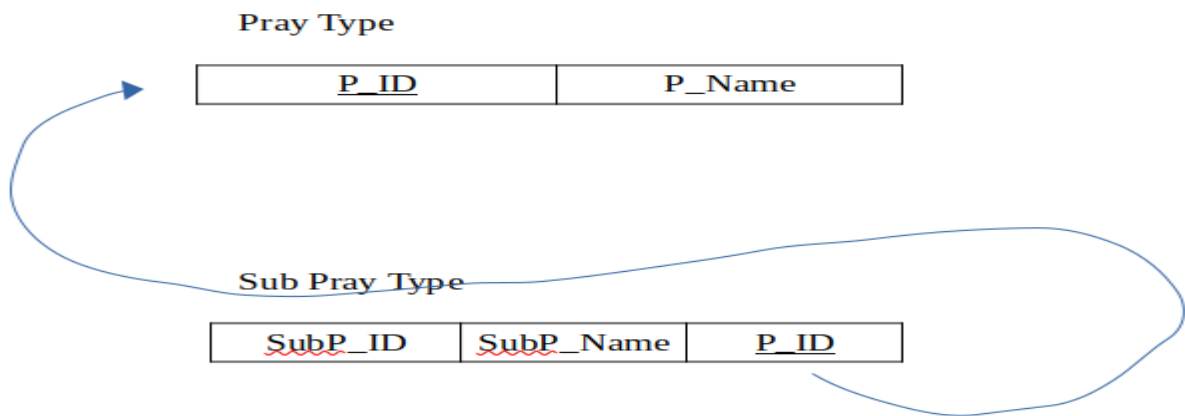 Pray Type
P_ID P_Name
Sub Pray Type
SubP_ID SubP_Name P_ID